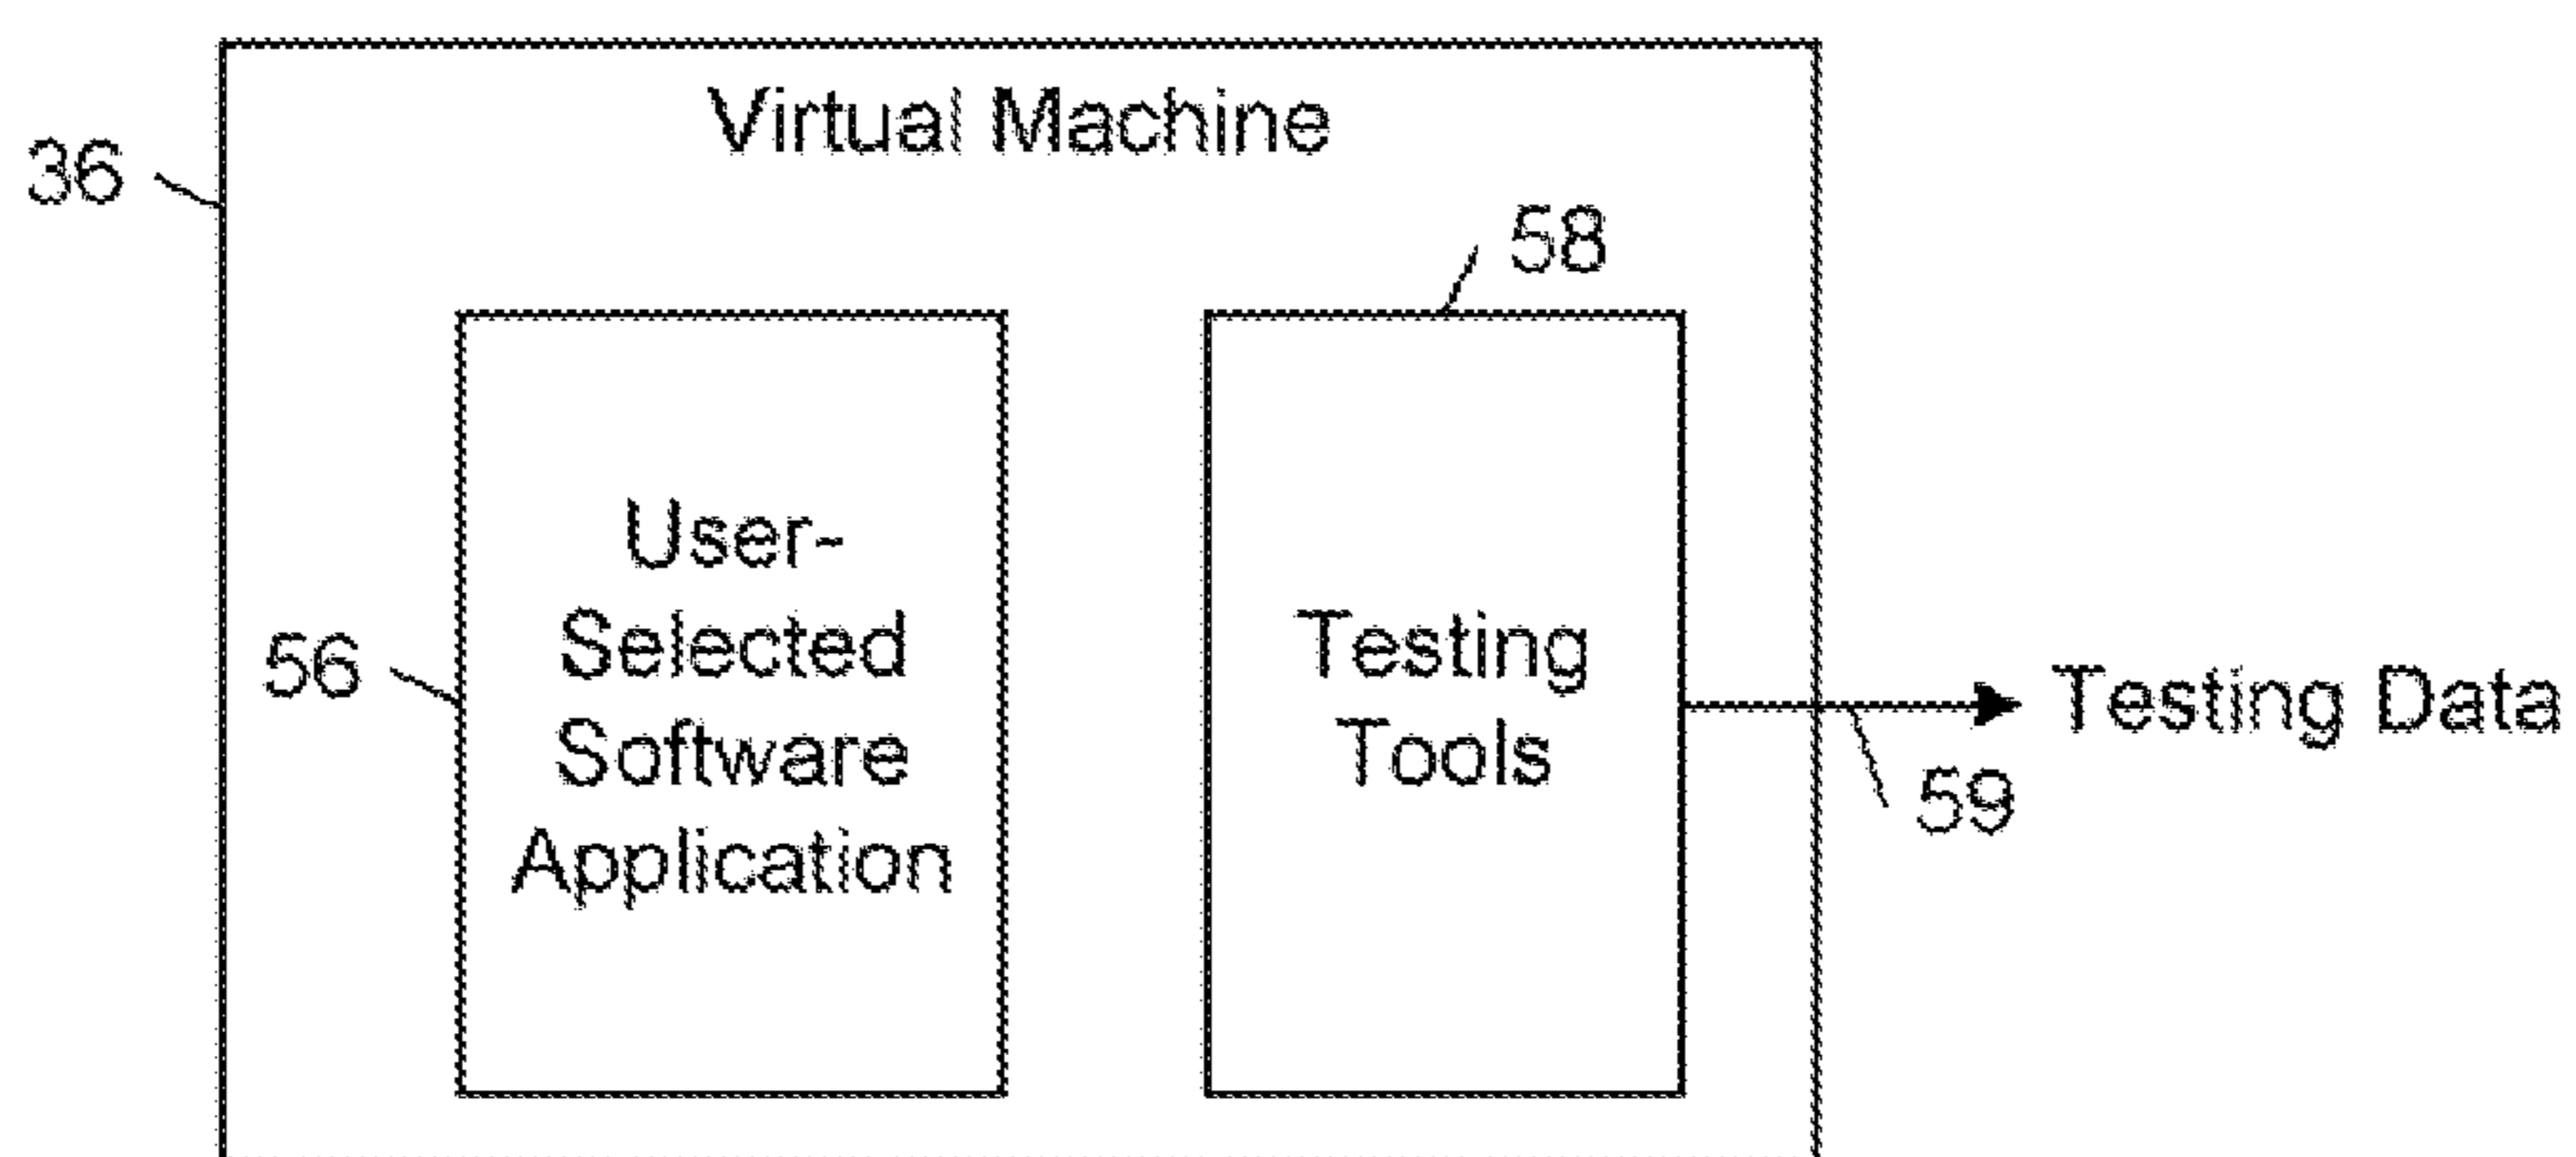 Virtual Machine
36
58
User-
Selected
Software
Application
56
Testing
Tools
Testing Data
59